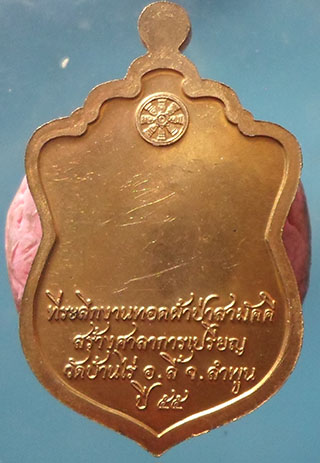 ที่ระลึกงานทอดผ้าป่าสามัคคี
สร้างศาลาการเปรียญ
วัดบ้านไร่ อ.ลี้ จ.ลำพูน
ปี ๕๕